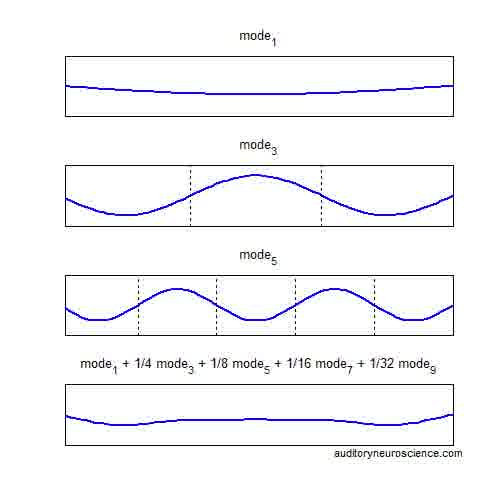 mode1
mode3
mode5
mode1 + 1/4 mode3 + 1/8 mode5 + 1/16 mode7 + 1/32 mode9
auditoryneuroscience.com